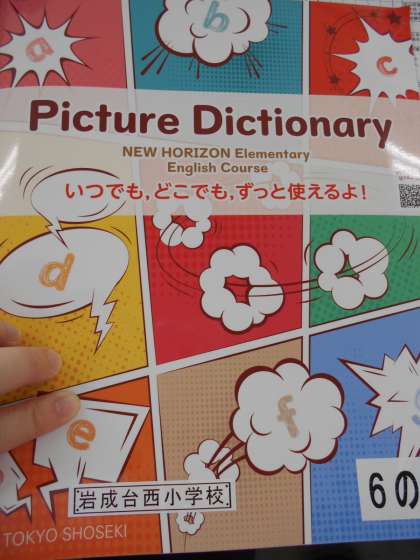 a
b
c
Picture Dictionary
NEW HORIZON Elementary
English Course
いつでも,どこでも,ずっと使えるよ!
d
e
f
岩成台西小学校
6の
TOKYO SHOSEKI